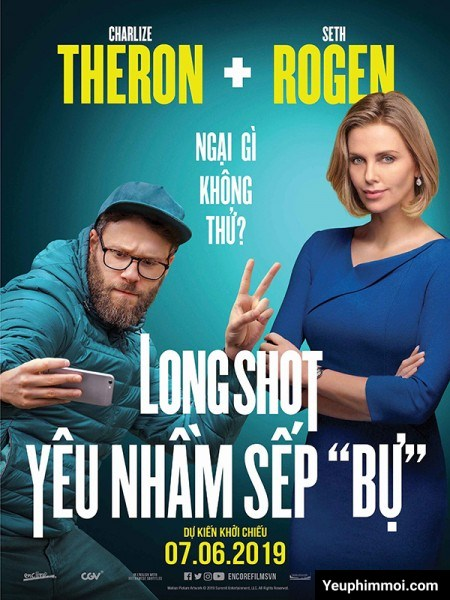 CHARLIZE SETH
THERON + ROGEN
NGẠI GÌ
KHÔNG
THỬ?
LONG SHOT
YÊU NHẦM SẾP “BỰ”
DỰ KIẾN KHỞI CHIẾU
07.06.2019
CGV
ENCOREFILMSVN
Yeuphimmoi.com